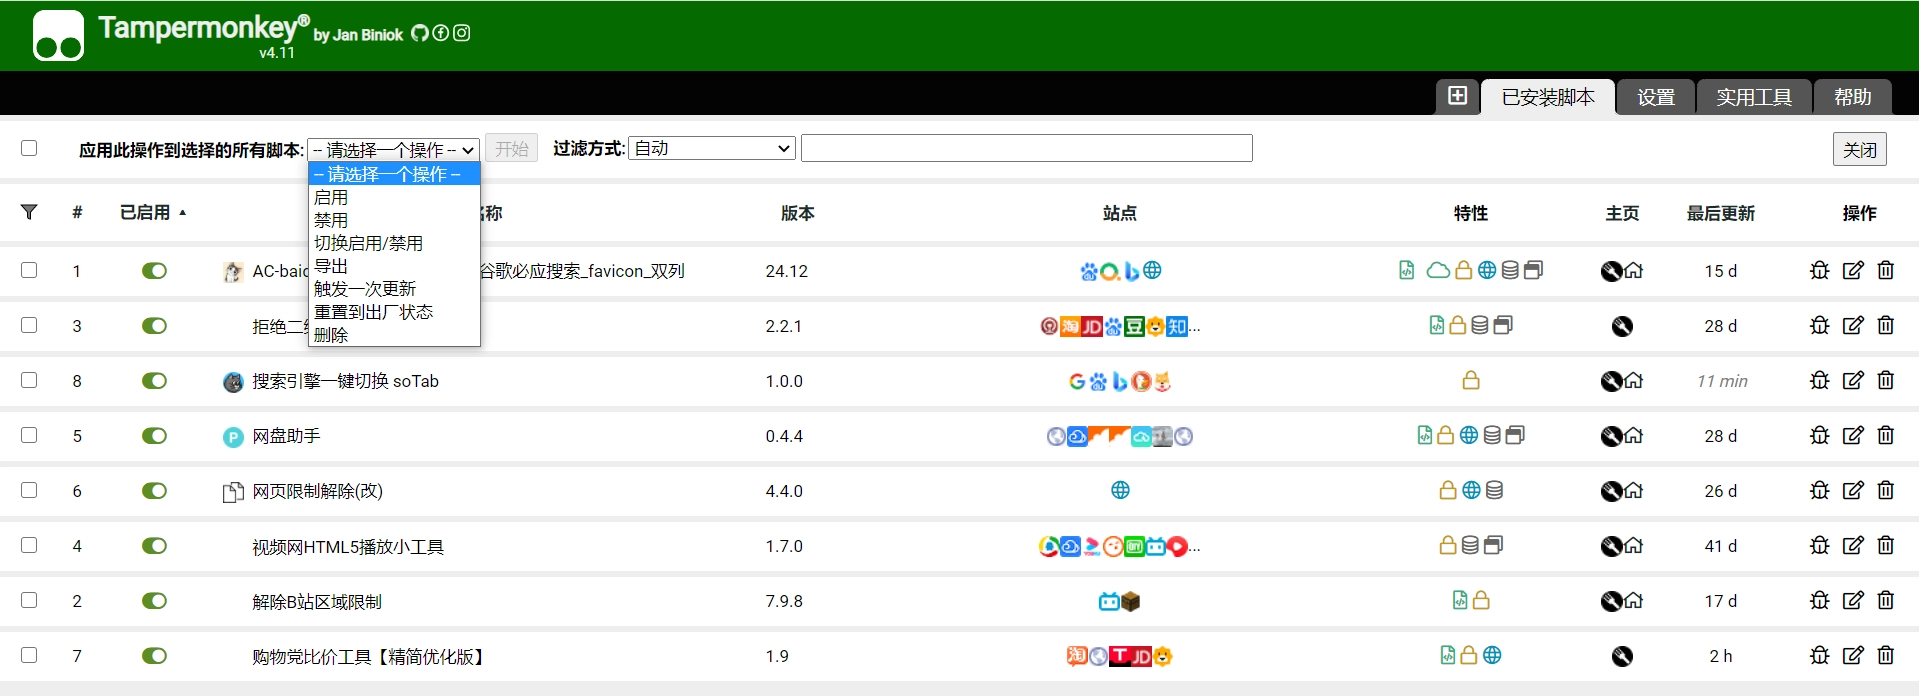 Tampermonkey® by Jan Biniok
v4.11
已安装脚本 设置 实用工具 帮助
应用此操作到选择的所有脚本: -- 请选择一个操作 -- 开始 过滤方式: 自动 关闭
-- 请选择一个操作 --
启用
禁用
切换启用/禁用
导出
触发一次更新
重置到出厂状态
删除
# 已启用 ▲ 名称 版本 站点 特性 主页 最后更新 操作
1 AC-baid 谷歌必应搜索_favicon_双列 24.12 15 d
3 拒绝二 2.2.1 ... 28 d
8 搜索引擎一键切换 soTab 1.0.0 11 min
5 网盘助手 0.4.4 28 d
6 网页限制解除(改) 4.4.0 26 d
4 视频网HTML5播放小工具 1.7.0 ... 41 d
2 解除B站区域限制 7.9.8 17 d
7 购物党比价工具【精简优化版】 1.9 2 h